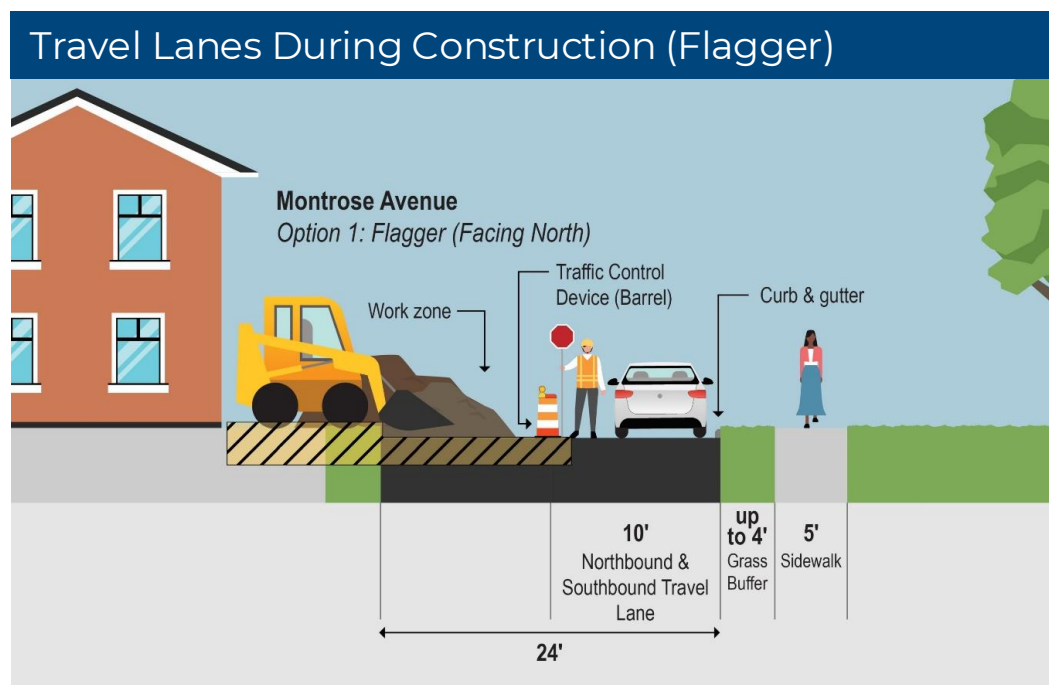 Travel Lanes During Construction (Flagger)
Montrose Avenue
Option 1: Flagger (Facing North)
Traffic Control
Device (Barrel)
Curb & gutter
Work zone
10'
Northbound &
Southbound Travel
Lane
up
to 4'
Grass
Buffer
5'
Sidewalk
24'